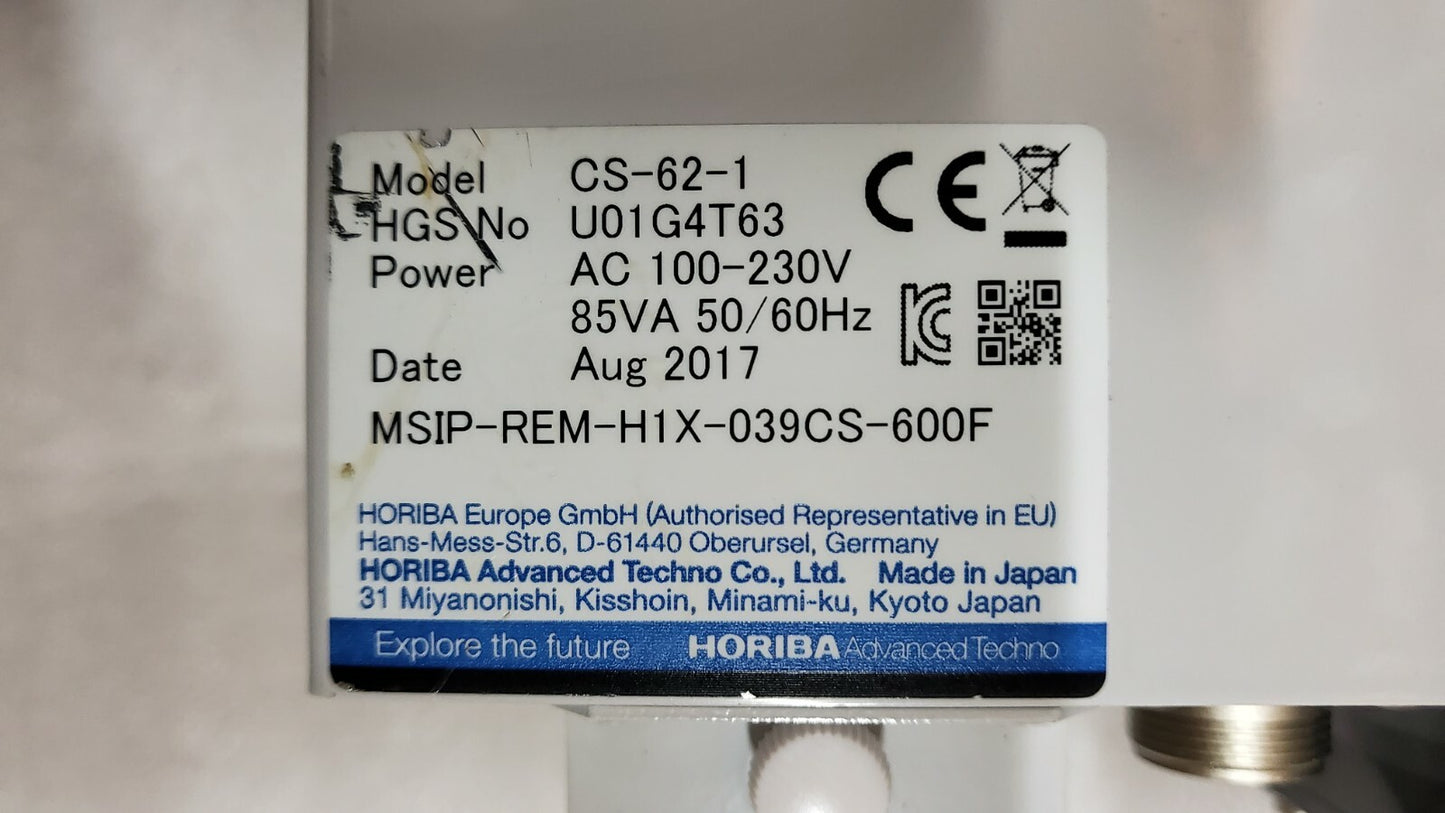 Model CS-62-1
HGS No U01G4T63
Power AC 100-230V
85VA 50/60Hz
Date Aug 2017
MSIP-REM-H1X-039CS-600F
HORIBA Europe GmbH (Authorised Representative in EU)
Hans-Mess-Str.6, D-61440 Oberursel, Germany
HORIBA Advanced Techno Co., Ltd. Made in Japan
31 Miyanonishi, Kisshoin, Minami-ku, Kyoto Japan
Explore the future HORIBA Advanced Techno